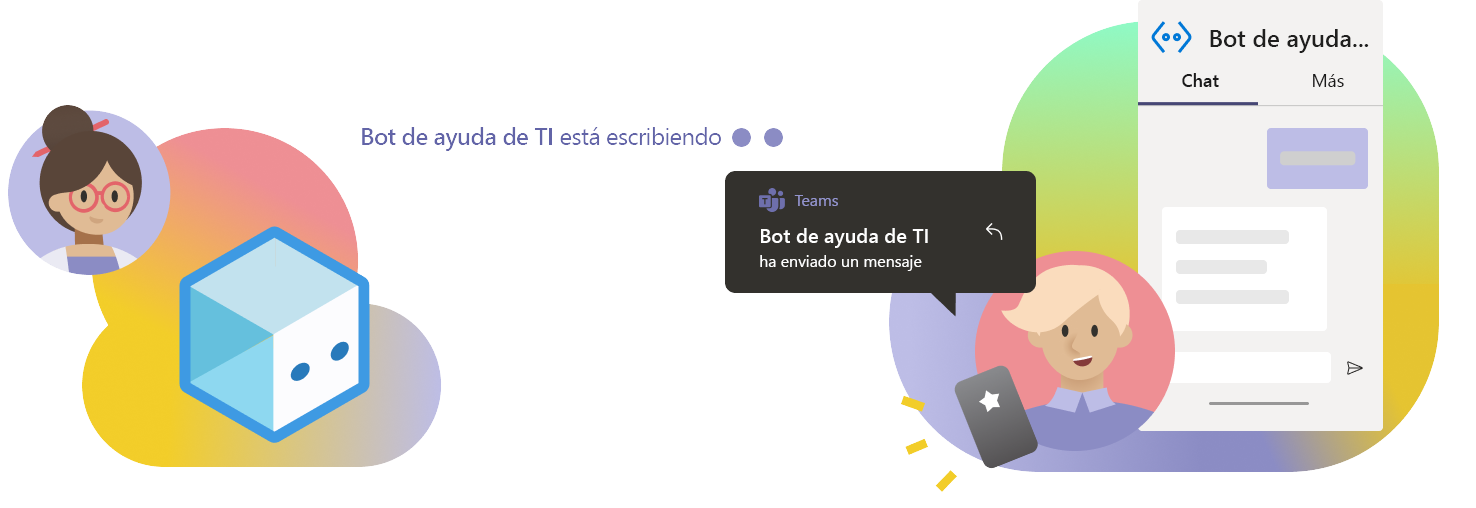 Bot de ayuda de TI está escribiendo
Teams
Bot de ayuda de TI
ha enviado un mensaje
Bot de ayuda...
Chat
Más